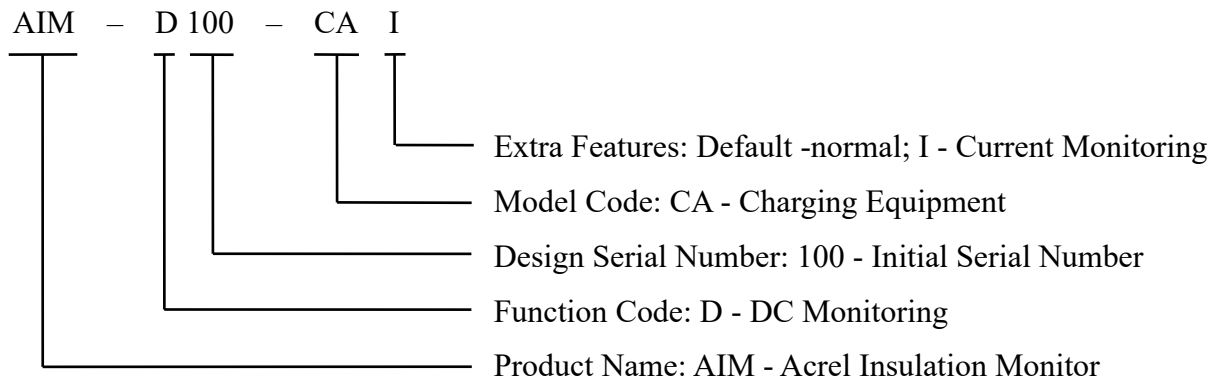 AIM – D 100 – CA I
Extra Features: Default -normal; I - Current Monitoring
Model Code: CA - Charging Equipment
Design Serial Number: 100 - Initial Serial Number
Function Code: D - DC Monitoring
Product Name: AIM - Acrel Insulation Monitor